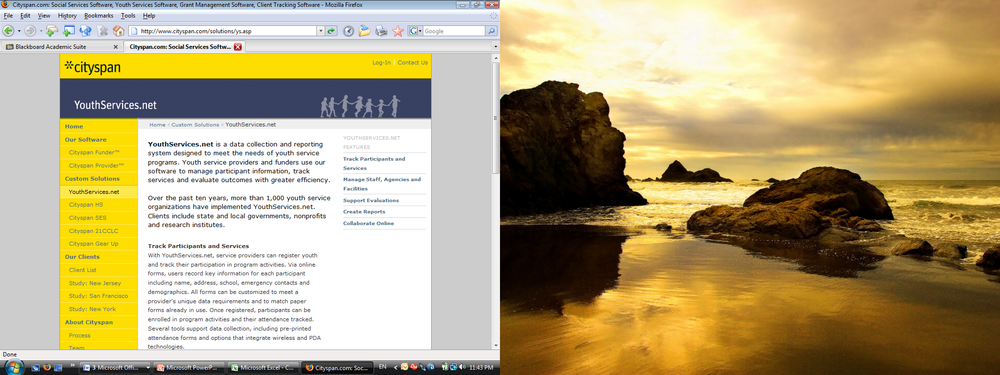 Cityspan.com: Social Services Software, Youth Services Software, Grant Management Software, Client Tracking Software - Mozilla Firefox
File Edit View History Bookmarks Tools Help
http://www.cityspan.com/solutions/ys.asp
G Google
Bb Blackboard Academic Suite
Cityspan.com: Social Services Softw...
*cityspan
Log-In Contact Us
YouthServices.net
Home
Our Software
Cityspan Funder™
Cityspan Provider™
Custom Solutions
YouthServices.net
Cityspan HS
Cityspan SES
Cityspan 21CCLC
Cityspan Gear Up
Our Clients
Client List
Study: New Jersey
Study: San Francisco
Study: New York
About Cityspan
Process
Team
Home « Custom Solutions « YouthServices.net
YouthServices.net is a data collection and reporting
system designed to meet the needs of youth service
programs. Youth service providers and funders use our
software to manage participant information, track
services and evaluate outcomes with greater efficiency.
Over the past ten years, more than 1,000 youth service
organizations have implemented YouthServices.net.
Clients include state and local governments, nonprofits
and research institutes.
Track Participants and Services
With YouthServices.net, service providers can register youth
and track their participation in program activities. Via online
forms, users record key information for each participant
including name, address, school, emergency contacts and
demographics. All forms can be customized to meet a
provider's unique data requirements and to match paper
forms already in use. Once registered, participants can be
enrolled in program activities and their attendance tracked.
Several tools support data collection, including pre-printed
attendance forms and options that integrate wireless and PDA
technologies.
YOUTHSERVICES.NET
FEATURES
Track Participants and
Services
Manage Staff, Agencies and
Facilities
Support Evaluations
Create Reports
Collaborate Online
Done
3 Microsoft Offi...
Microsoft PowerP...
Microsoft Excel - C...
Cityspan.com: Soc...
EN
AIM
11:43 PM